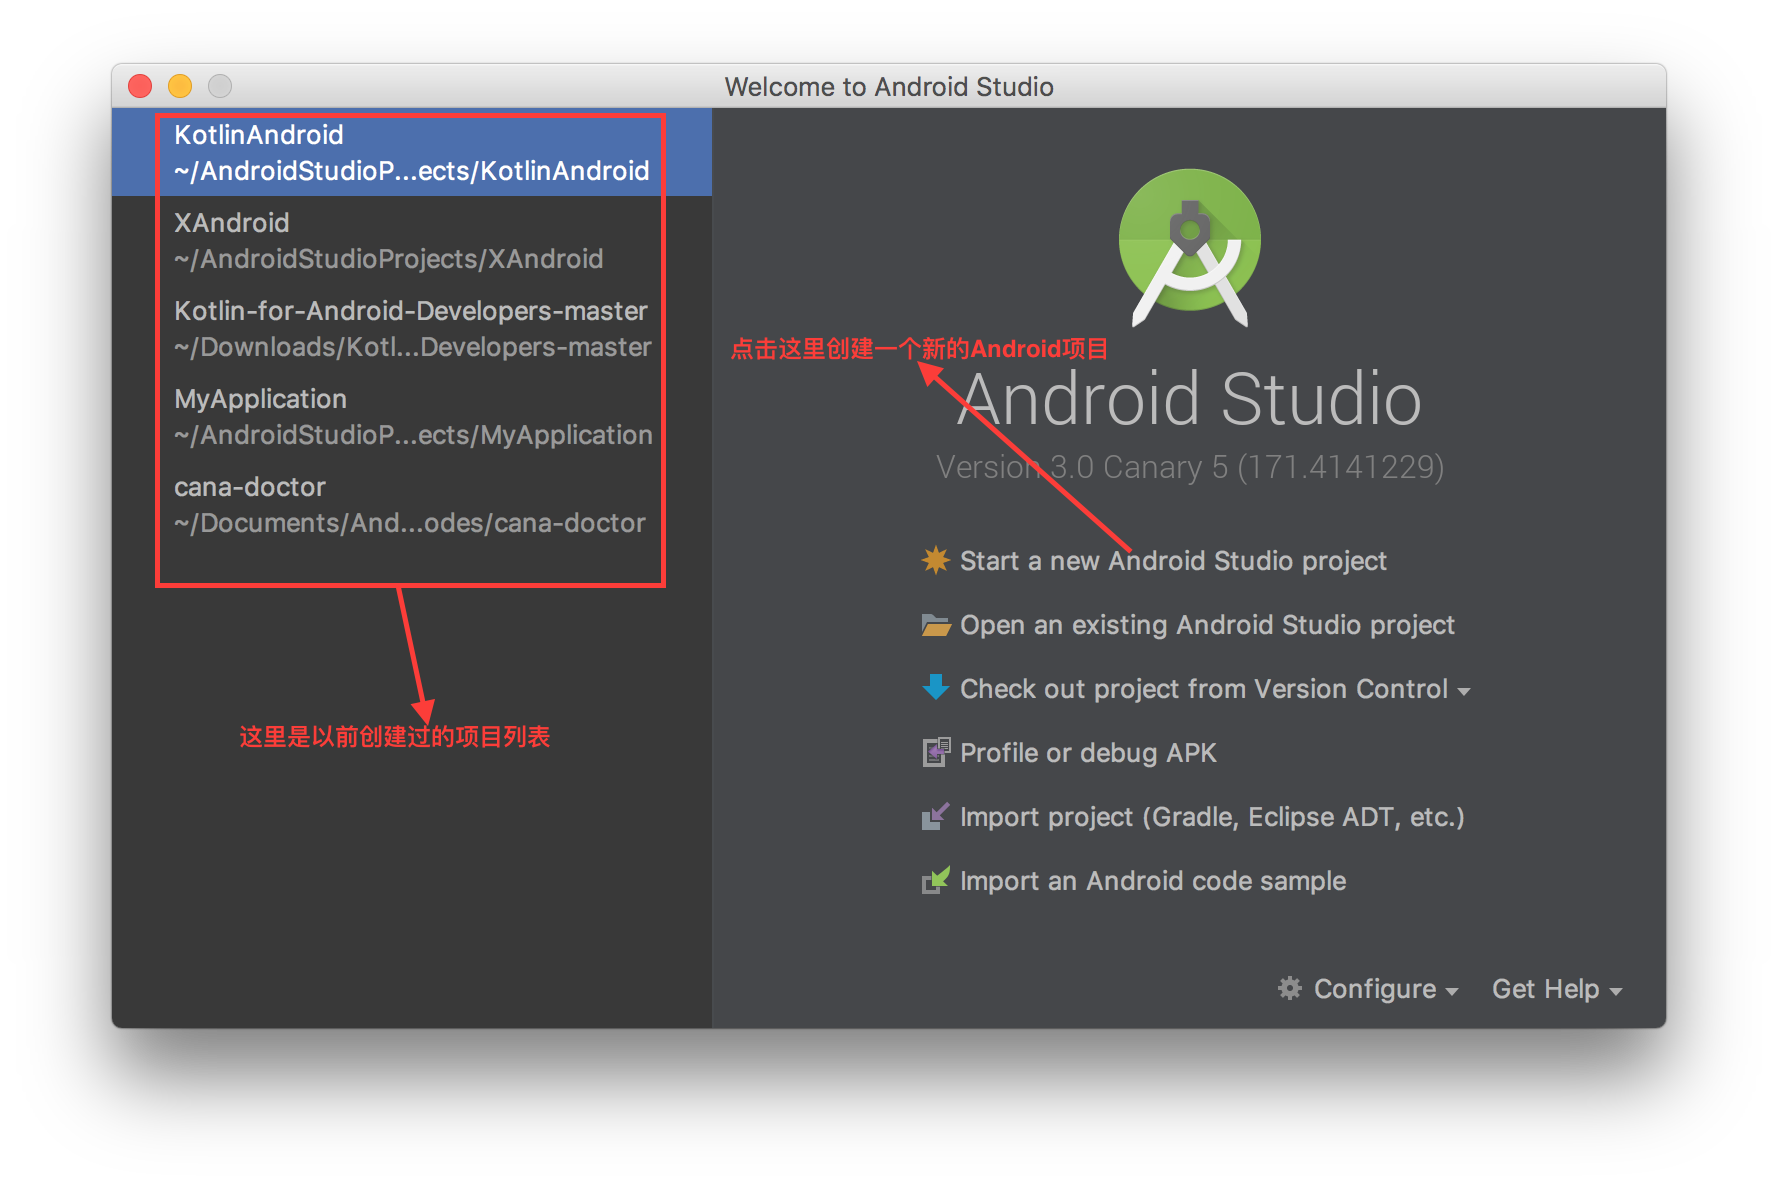 Welcome to Android Studio
KotlinAndroid
~/AndroidStudioP...ects/KotlinAndroid
XAndroid
~/AndroidStudioProjects/XAndroid
Kotlin-for-Android-Developers-master
~/Downloads/Kotl...Developers-master
MyApplication
~/AndroidStudioP...ects/MyApplication
cana-doctor
~/Documents/And...odes/cana-doctor
这里是以前创建过的项目列表
点击这里创建一个新的Android项目
Android Studio
Version 3.0 Canary 5 (171.4141229)
Start a new Android Studio project
Open an existing Android Studio project
Check out project from Version Control
Profile or debug APK
Import project (Gradle, Eclipse ADT, etc.)
Import an Android code sample
Configure
Get Help